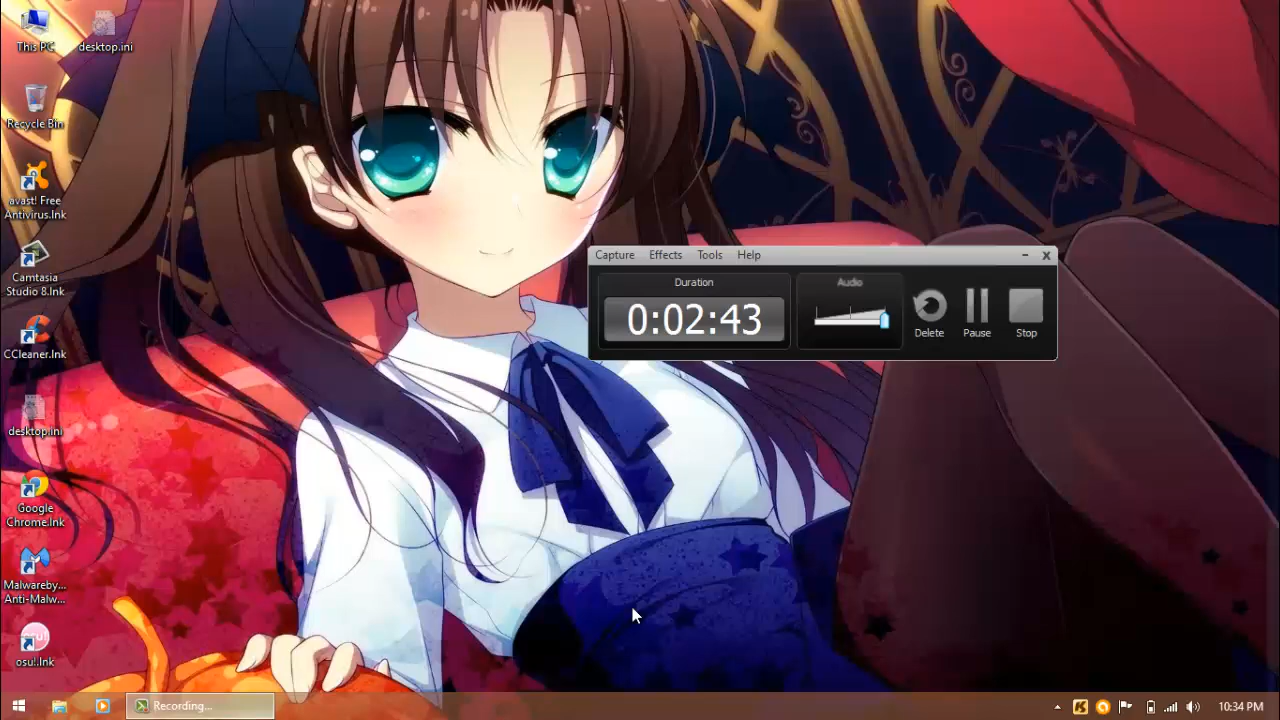 This PC
desktop.ini
Recycle Bin
avast! Free
Antivirus.lnk
Camtasia
Studio 8.lnk
CCleaner.lnk
desktop.ini
Google
Chrome.lnk
Malwareby...
Anti-Malw...
osu!
osu!.lnk
Capture Effects Tools Help
Duration
0:02:43
Audio
Delete
Pause
Stop
Recording...
10:34 PM